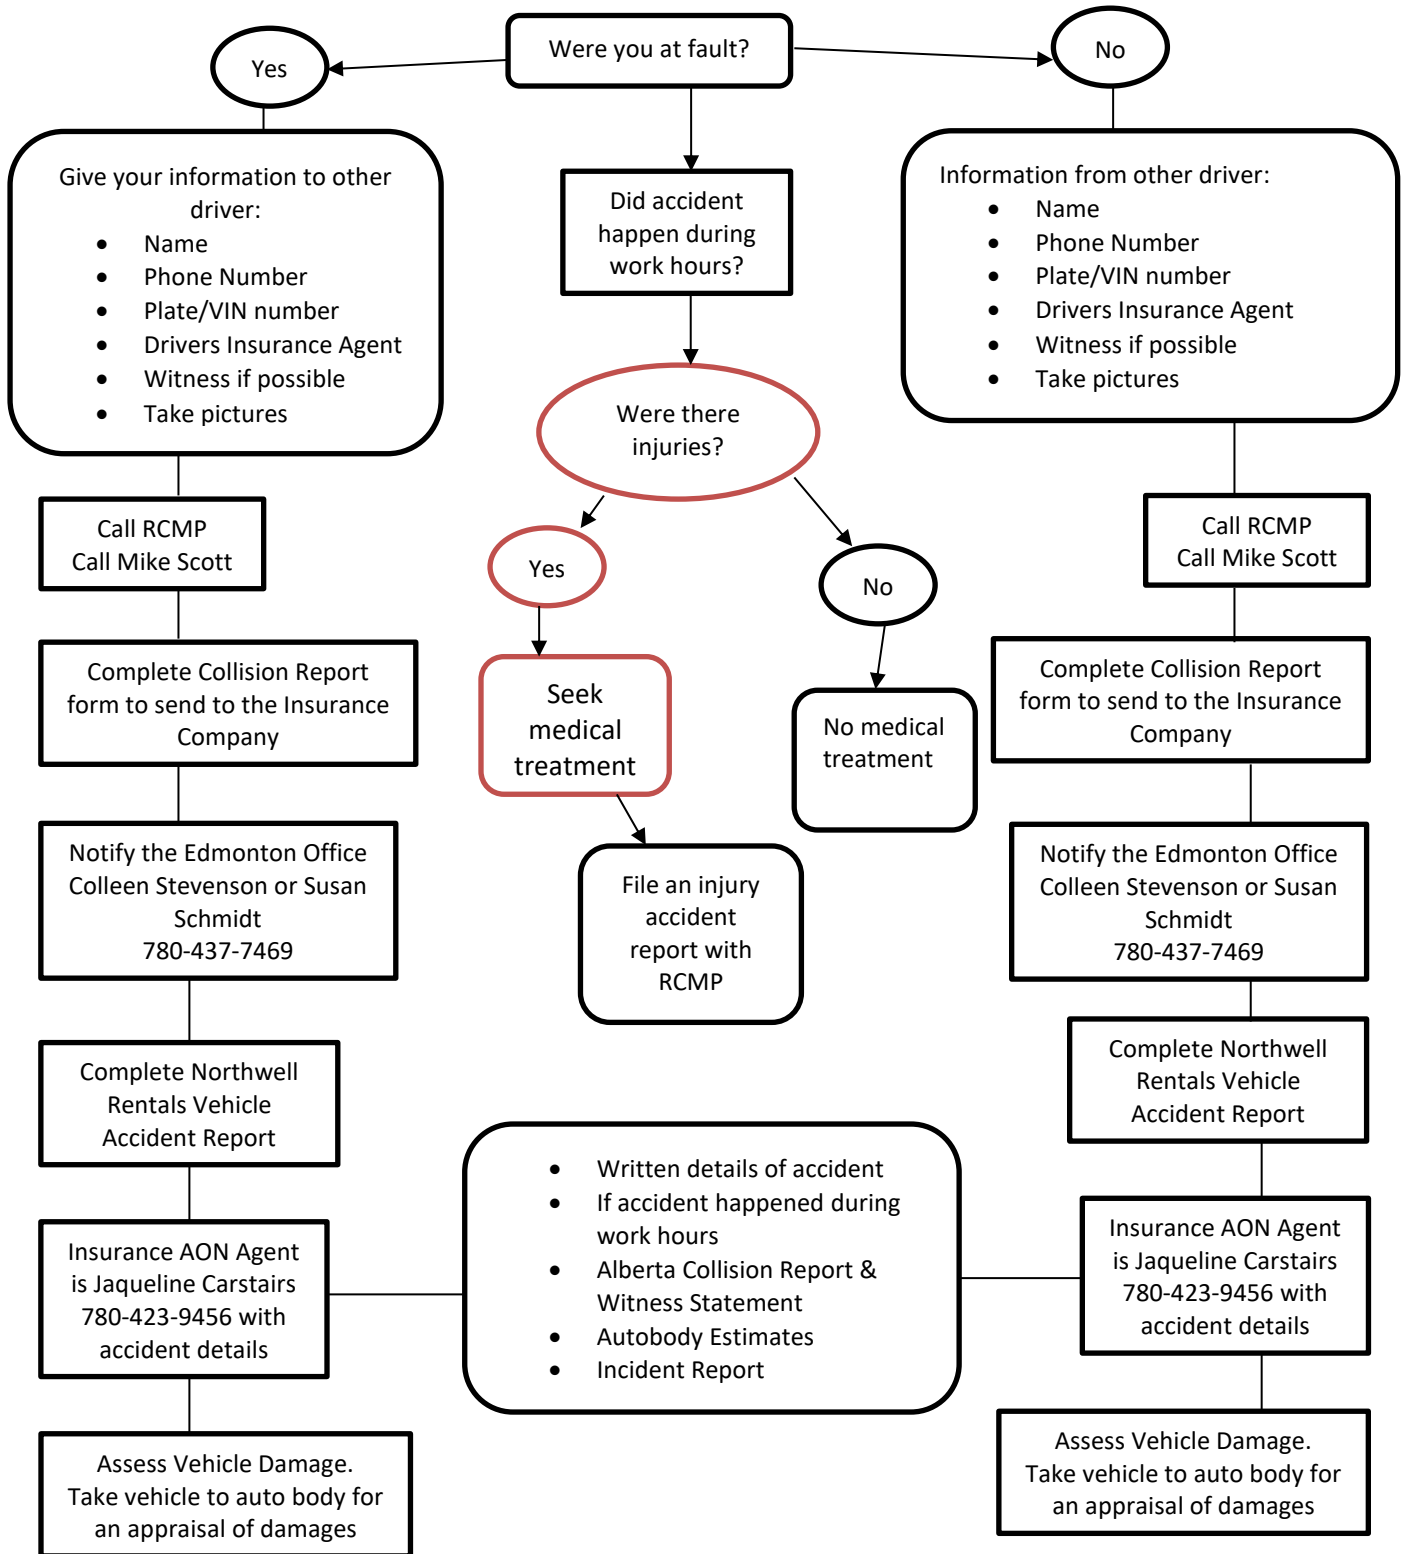 Were you at fault?
Yes
No
Give your information to other
driver:
• Name
• Phone Number
• Plate/VIN number
• Drivers Insurance Agent
• Witness if possible
• Take pictures
Call RCMP
Call Mike Scott
Complete Collision Report
form to send to the Insurance
Company
Notify the Edmonton Office
Colleen Stevenson or Susan
Schmidt
780-437-7469
Complete Northwell
Rentals Vehicle
Accident Report
Insurance AON Agent
is Jaqueline Carstairs
780-423-9456 with
accident details
Assess Vehicle Damage.
Take vehicle to auto body for
an appraisal of damages
Did accident
happen during
work hours?
Were there
injuries?
Yes
No
Seek
medical
treatment
No medical
treatment
File an injury
accident
report with
RCMP
• Written details of accident
• If accident happened during
work hours
• Alberta Collision Report &
Witness Statement
• Autobody Estimates
• Incident Report
Information from other driver:
• Name
• Phone Number
• Plate/VIN number
• Drivers Insurance Agent
• Witness if possible
• Take pictures
Call RCMP
Call Mike Scott
Complete Collision Report
form to send to the Insurance
Company
Notify the Edmonton Office
Colleen Stevenson or Susan
Schmidt
780-437-7469
Complete Northwell
Rentals Vehicle
Accident Report
Insurance AON Agent
is Jaqueline Carstairs
780-423-9456 with
accident details
Assess Vehicle Damage.
Take vehicle to auto body for
an appraisal of damages